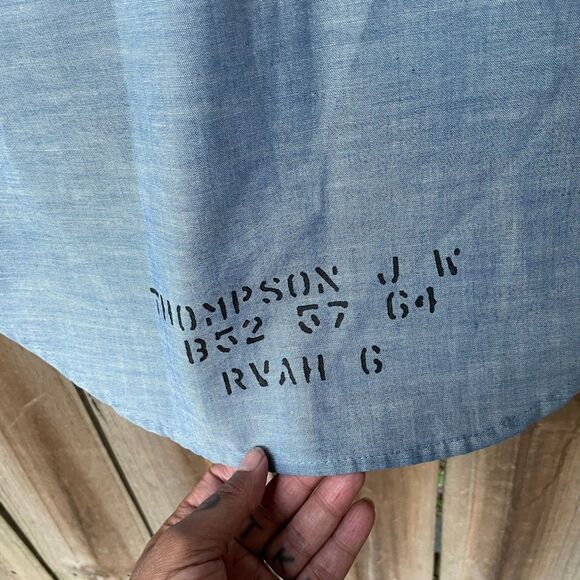 THOMPSON J W
B52 57 64
RVAH 6
T
K